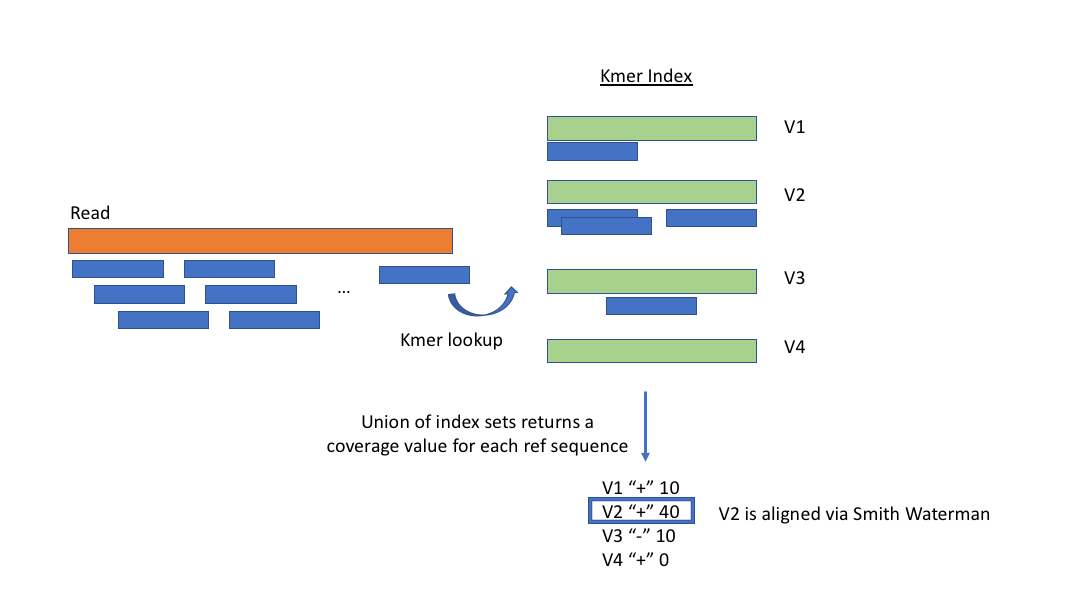 Kmer Index
V1
V2
Read
V3
...
Kmer lookup
V4
Union of index sets returns a
coverage value for each ref sequence
V1 “+” 10
V2 “+” 40
V2 is aligned via Smith Waterman
V3 “-” 10
V4 “+” 0